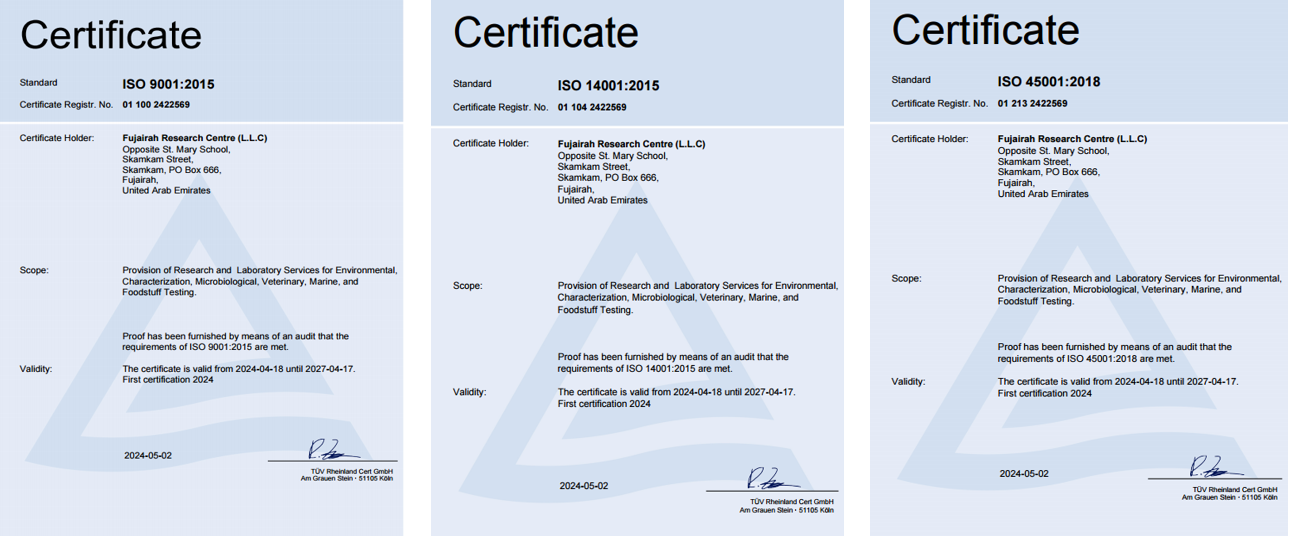 Certificate
Standard ISO 9001:2015
Certificate Registr. No. 01 100 2422569
Certificate Holder: Fujairah Research Centre (L.L.C)
Opposite St. Mary School,
Skamkam Street,
Skamkam, PO Box 666,
Fujairah,
United Arab Emirates
Scope: Provision of Research and Laboratory Services for Environmental,
Characterization, Microbiological, Veterinary, Marine, and
Foodstuff Testing.
Proof has been furnished by means of an audit that the
requirements of ISO 9001:2015 are met.
Validity: The certificate is valid from 2024-04-18 until 2027-04-17.
First certification 2024
2024-05-02
TÜV Rheinland Cert GmbH
Am Grauen Stein · 51105 Köln
Certificate
Standard ISO 14001:2015
Certificate Registr. No. 01 104 2422569
Certificate Holder: Fujairah Research Centre (L.L.C)
Opposite St. Mary School,
Skamkam Street,
Skamkam, PO Box 666,
Fujairah,
United Arab Emirates
Scope: Provision of Research and Laboratory Services for Environmental,
Characterization, Microbiological, Veterinary, Marine, and
Foodstuff Testing.
Proof has been furnished by means of an audit that the
requirements of ISO 14001:2015 are met.
Validity: The certificate is valid from 2024-04-18 until 2027-04-17.
First certification 2024
2024-05-02
TÜV Rheinland Cert GmbH
Am Grauen Stein · 51105 Köln
Certificate
Standard ISO 45001:2018
Certificate Registr. No. 01 213 2422569
Certificate Holder: Fujairah Research Centre (L.L.C)
Opposite St. Mary School,
Skamkam Street,
Skamkam, PO Box 666,
Fujairah,
United Arab Emirates
Scope: Provision of Research and Laboratory Services for Environmental,
Characterization, Microbiological, Veterinary, Marine, and
Foodstuff Testing.
Proof has been furnished by means of an audit that the
requirements of ISO 45001:2018 are met.
Validity: The certificate is valid from 2024-04-18 until 2027-04-17.
First certification 2024
2024-05-02
TÜV Rheinland Cert GmbH
Am Grauen Stein · 51105 Köln